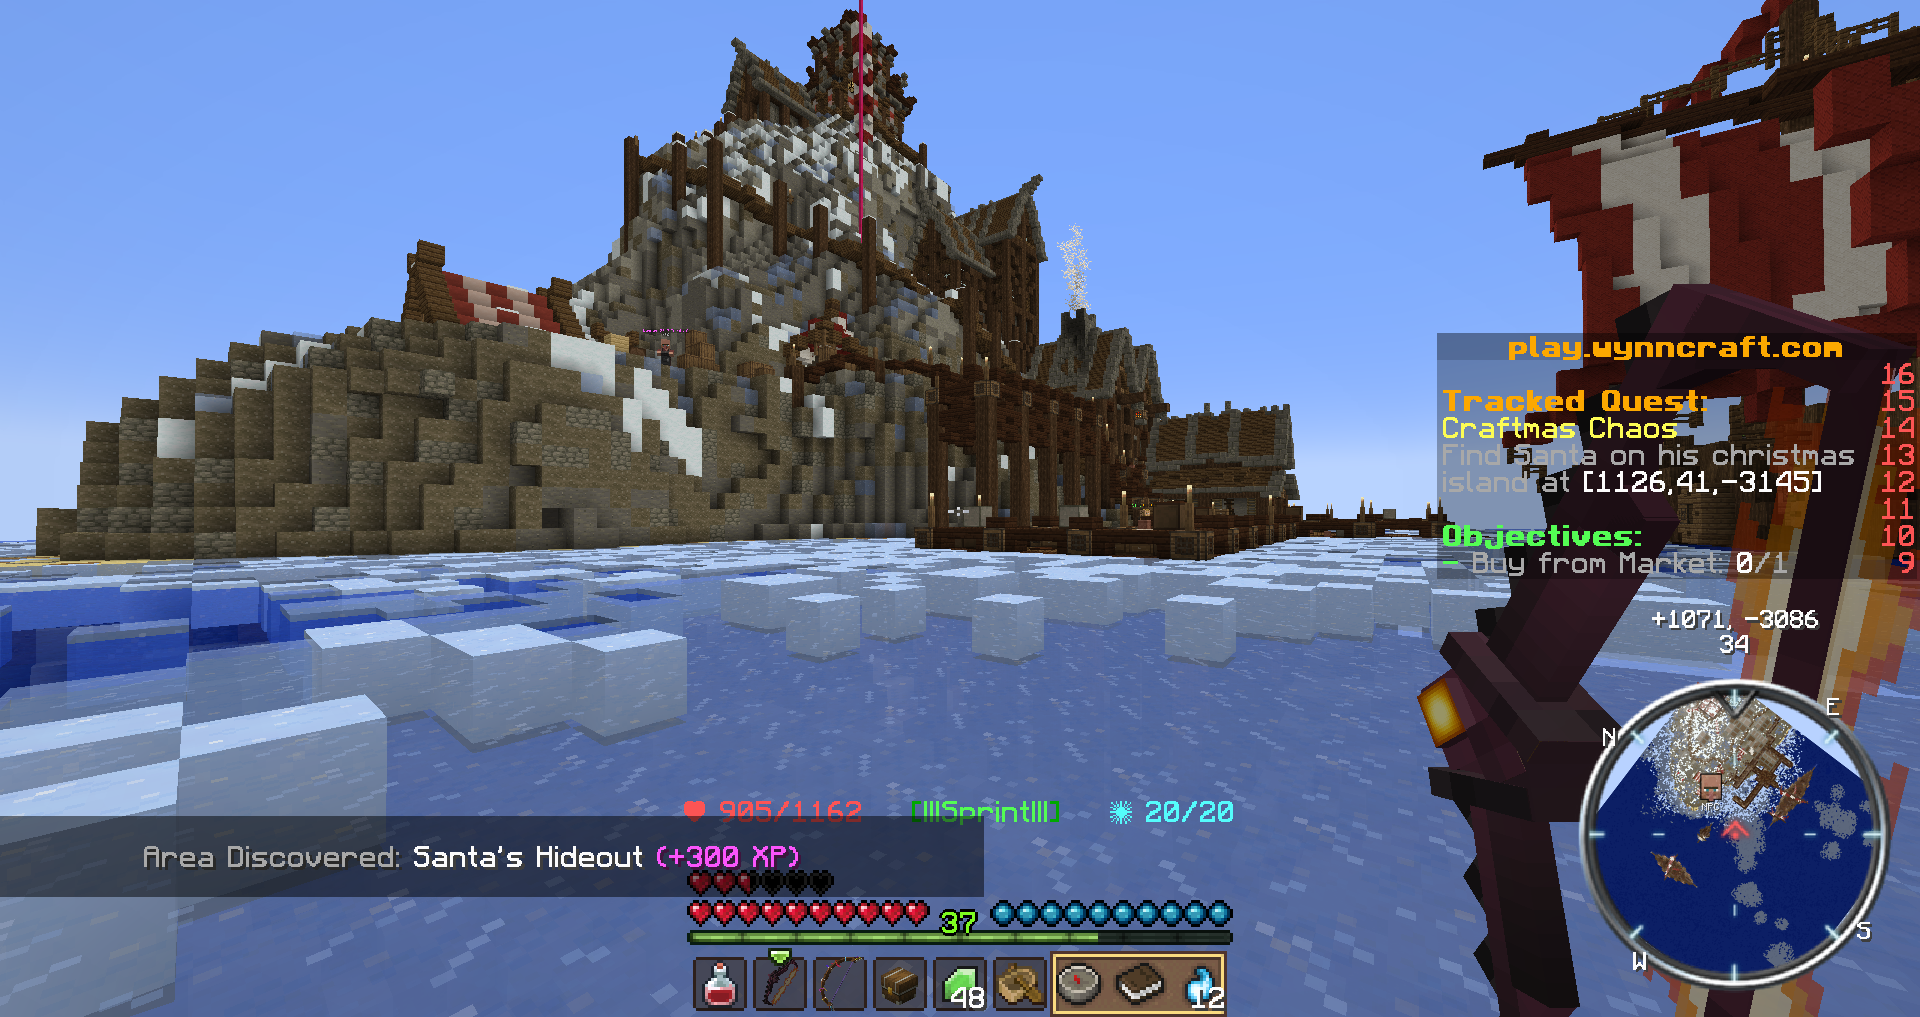 play.wynncraft.com
16
Tracked Quest:
15
Craftmas Chaos
14
Find Santa on his christmas
13
island at [1126,41,-3145]
12
11
Objectives:
10
- Buy from Market: 0/1
9
+1071, -3086
34
E
N
NPC
S
W
905/1162
[|||Sprint|||]
20/20
Area Discovered: Santa's Hideout (+300 XP)
37
48
12